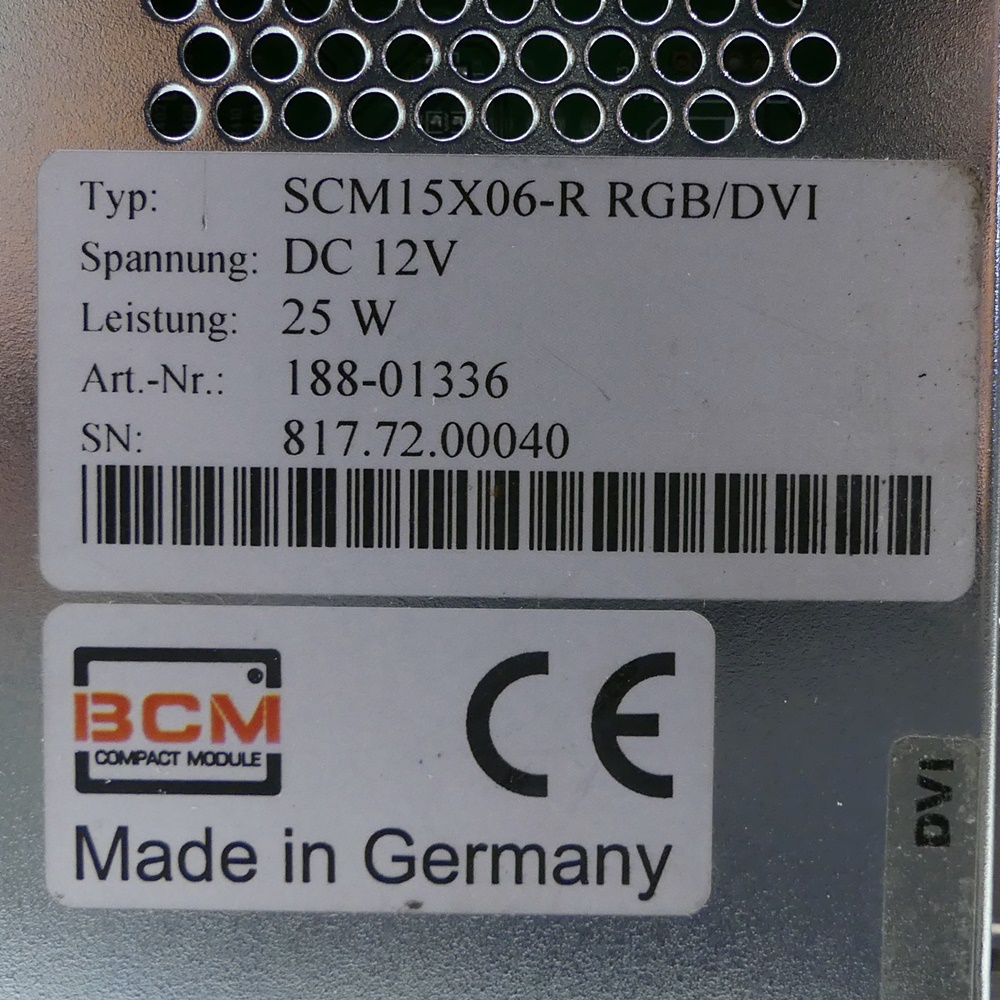 Typ: SCM15X06-R RGB/DVI
Spannung: DC 12V
Leistung: 25 W
Art.-Nr.: 188-01336
SN: 817.72.00040
BCM
COMPACT MODULE
CE
Made in Germany
DVI